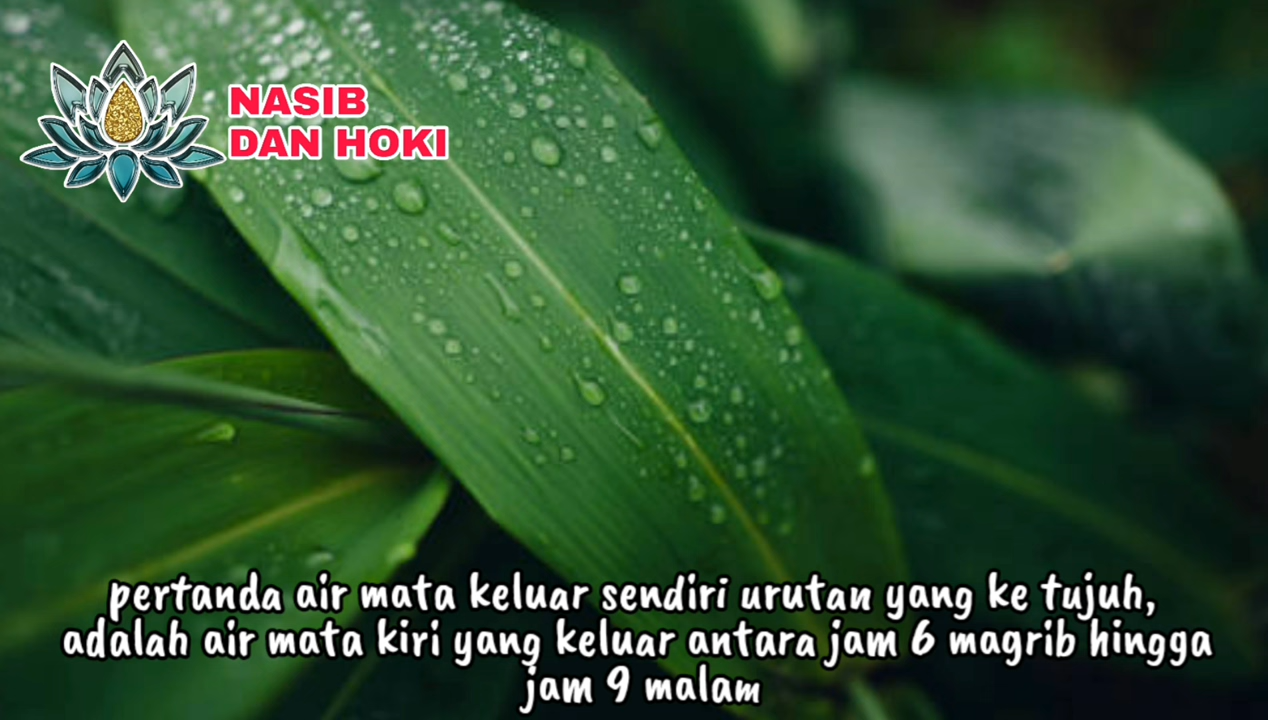 NASIB
DAN HOKI
pertanda air mata keluar sendiri urutan yang ke tujuh,
adalah air mata kiri yang keluar antara jam 6 magrib hingga
jam 9 malam